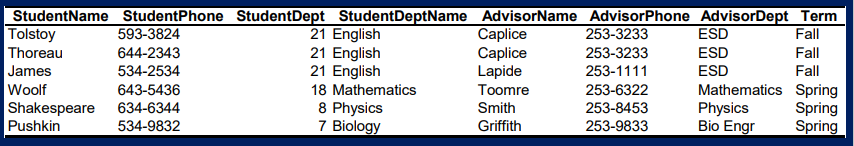 StudentName StudentPhone StudentDept StudentDeptName AdvisorName AdvisorPhone AdvisorDept Term
Tolstoy 593-3824 21 English Caplice 253-3233 ESD Fall
Thoreau 644-2343 21 English Caplice 253-3233 ESD Fall
James 534-2534 21 English Lapide 253-1111 ESD Fall
Woolf 643-5436 18 Mathematics Toomre 253-6322 Mathematics Spring
Shakespeare 634-6344 8 Physics Smith 253-8453 Physics Spring
Pushkin 534-9832 7 Biology Griffith 253-9833 Bio Engr Spring